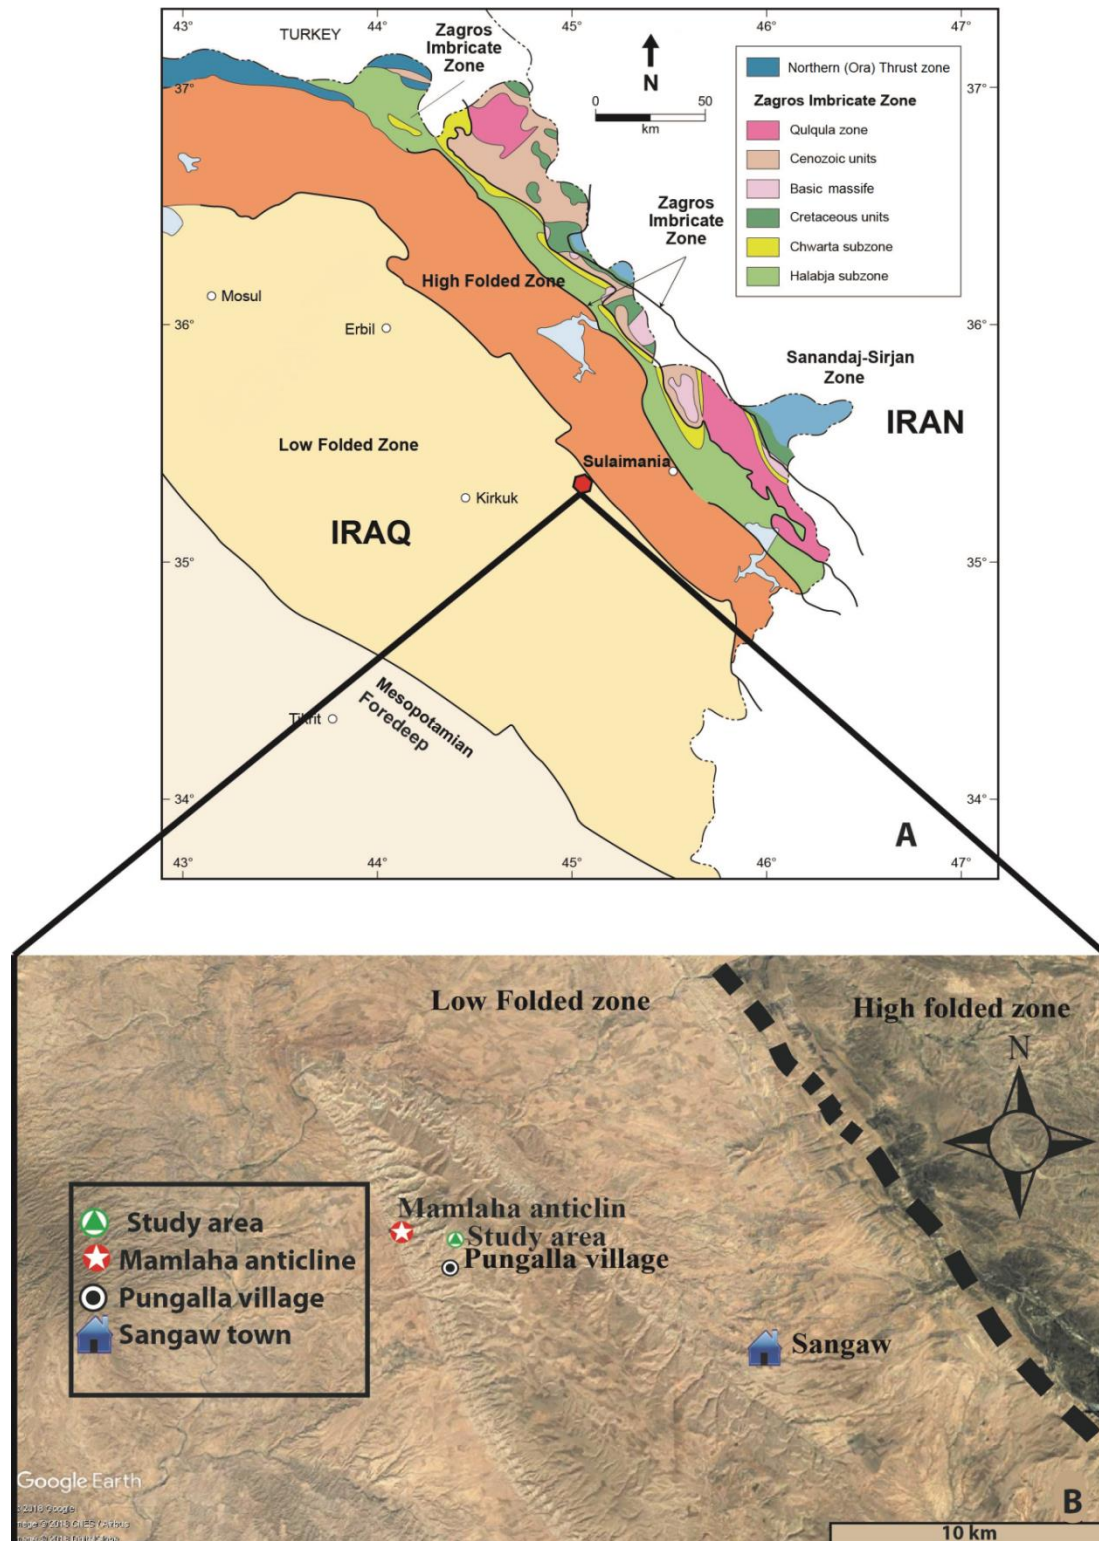 43°
44°
45°
46°
47°
TURKEY
Zagros
Imbricate
Zone
N
0
50
km
Northern (Ora) Thrust zone
Zagros Imbricate Zone
Qulqula zone
Cenozoic units
Basic massife
Cretaceous units
Chwarta subzone
Halabja subzone
37°
37°
Zagros
Imbricate
Zone
High Folded Zone
Mosul
Erbil
36°
36°
Sanandaj-Sirjan
Zone
IRAN
Low Folded Zone
Sulaimania
Kirkuk
IRAQ
35°
35°
Mesopotamian
Foredeep
Tikrit
34°
34°
A
43°
44°
45°
46°
47°
Low Folded zone
High folded zone
N
Study area
Mamlaha anticline
Pungalla village
Sangaw town
Mamlaha anticlin
Study area
Pungalla village
Sangaw
Google Earth
2018 Google
B
10 km